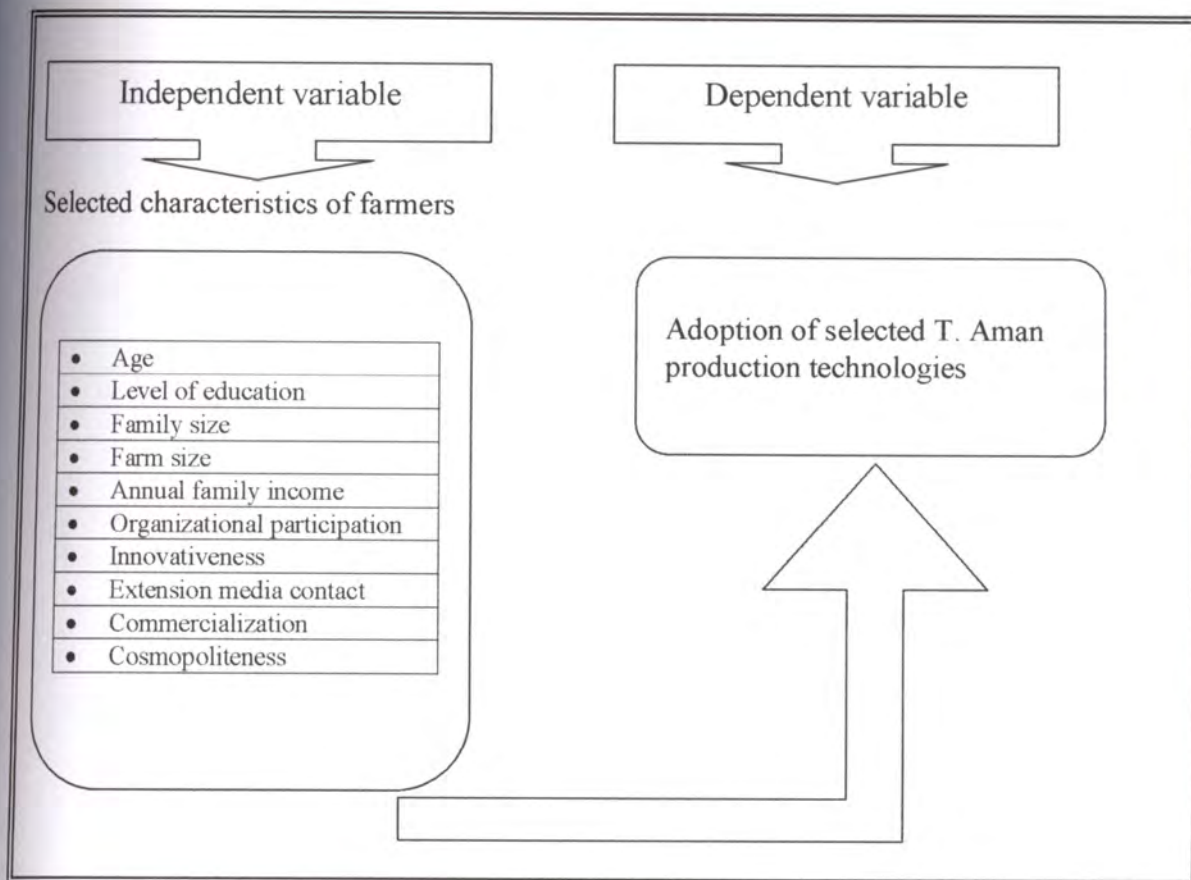 Independent variable
Dependent variable
Selected characteristics of farmers
• Age
• Level of education
• Family size
• Farm size
• Annual family income
• Organizational participation
• Innovativeness
• Extension media contact
• Commercialization
• Cosmopoliteness
Adoption of selected T. Aman
production technologies